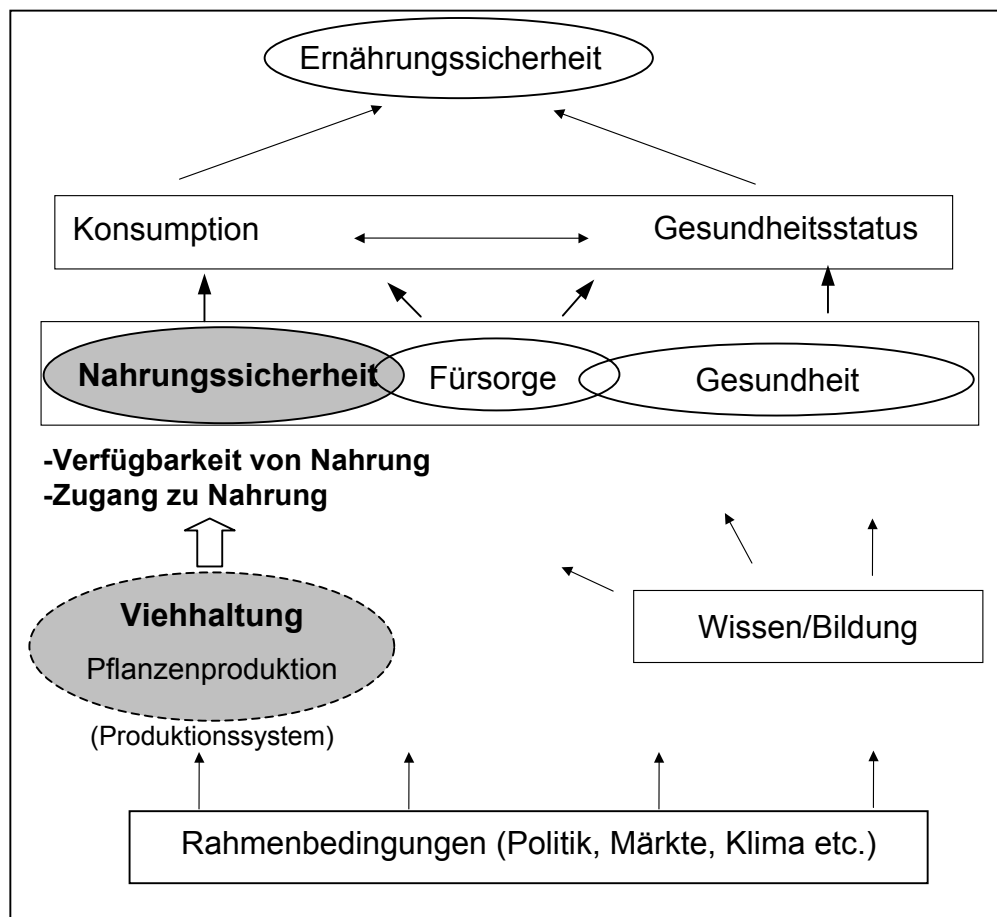 Ernährungssicherheit
Konsumption
Gesundheitsstatus
Nahrungssicherheit
Fürsorge
Gesundheit
-Verfügbarkeit von Nahrung
-Zugang zu Nahrung
Viehhaltung
Pflanzenproduktion
(Produktionssystem)
Wissen/Bildung
Rahmenbedingungen (Politik, Märkte, Klima etc.)